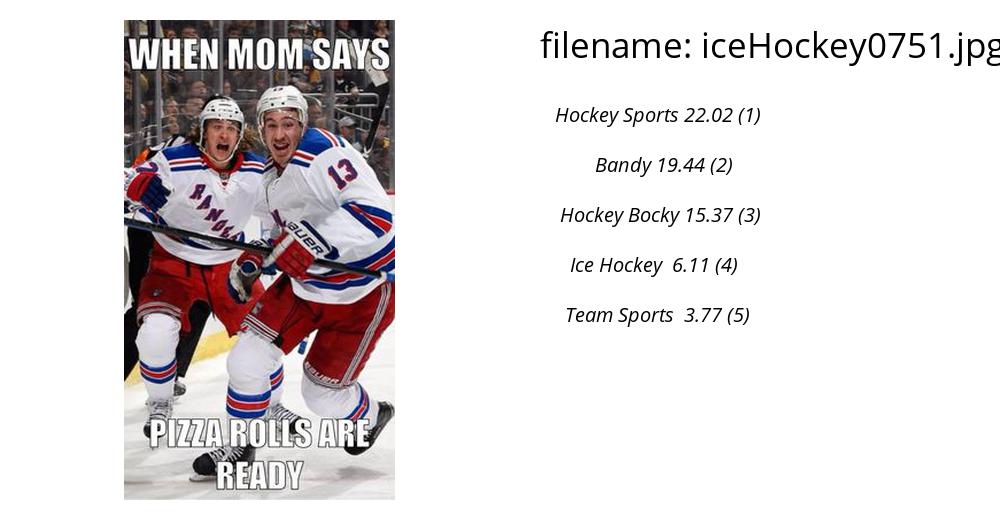 WHEN MOM SAYS
13
BAUER
BAUER
PIZZA ROLLS ARE
READY
filename: iceHockey0751.jpg
Hockey Sports 22.02 (1)
Bandy 19.44 (2)
Hockey Bocky 15.37 (3)
Ice Hockey 6.11 (4)
Team Sports 3.77 (5)